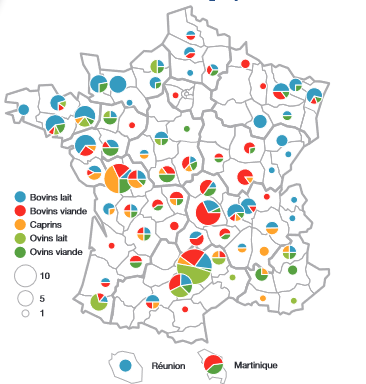 Bovins lait
Bovins viande
Caprins
Ovins lait
Ovins viande
10
5
1
Réunion
Martinique